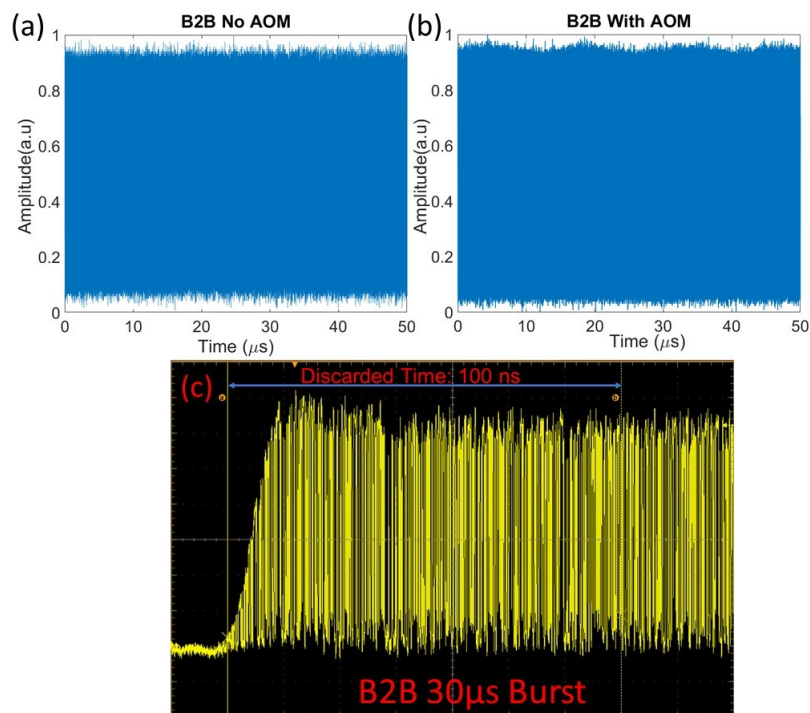 (a)
B2B No AOM
Amplitude(a.u)
1
0.8
0.6
0.4
0.2
0
0 10 20 30 40 50
Time (μs)
(b)
B2B With AOM
Amplitude(a.u)
1
0.8
0.6
0.4
0.2
0
0 10 20 30 40 50
Time (μs)
(c)
Discarded Time: 100 ns
a b
B2B 30μs Burst